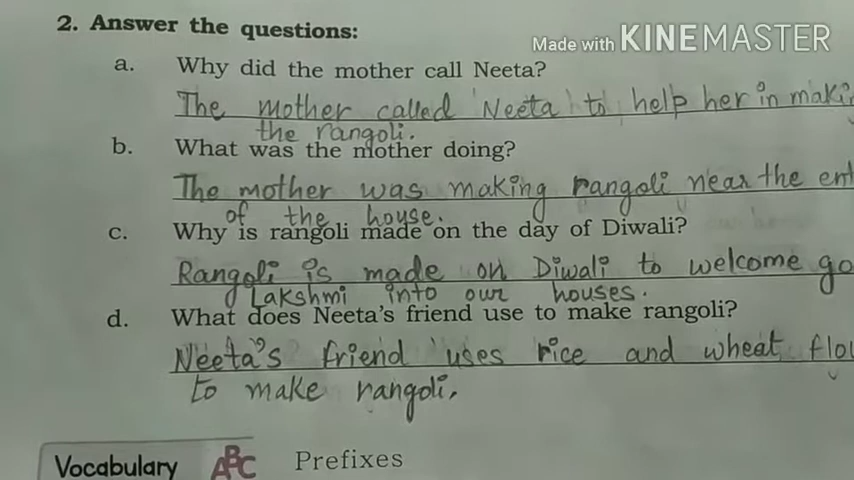 2. Answer the questions:
Made with KINEMASTER
a. Why did the mother call Neeta?
The mother called Neeta to help her in maki
the rangoli.
b. What was the mother doing?
The mother was making rangoli near the ent
of the house.
c. Why is rangoli made on the day of Diwali?
Rangoli is made on Diwali to welcome go
Lakshmi into our houses.
d. What does Neeta's friend use to make rangoli?
Neeta's friend uses rice and wheat flou
to make rangoli.
Vocabulary ABC Prefixes